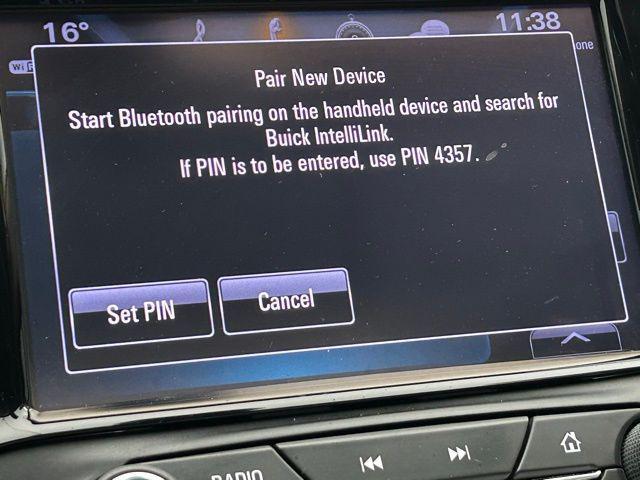 16°
11:38
Pair New Device
Start Bluetooth pairing on the handheld device and search for
Buick IntelliLink.
If PIN is to be entered, use PIN 4357.
Set PIN
Cancel
RADIO